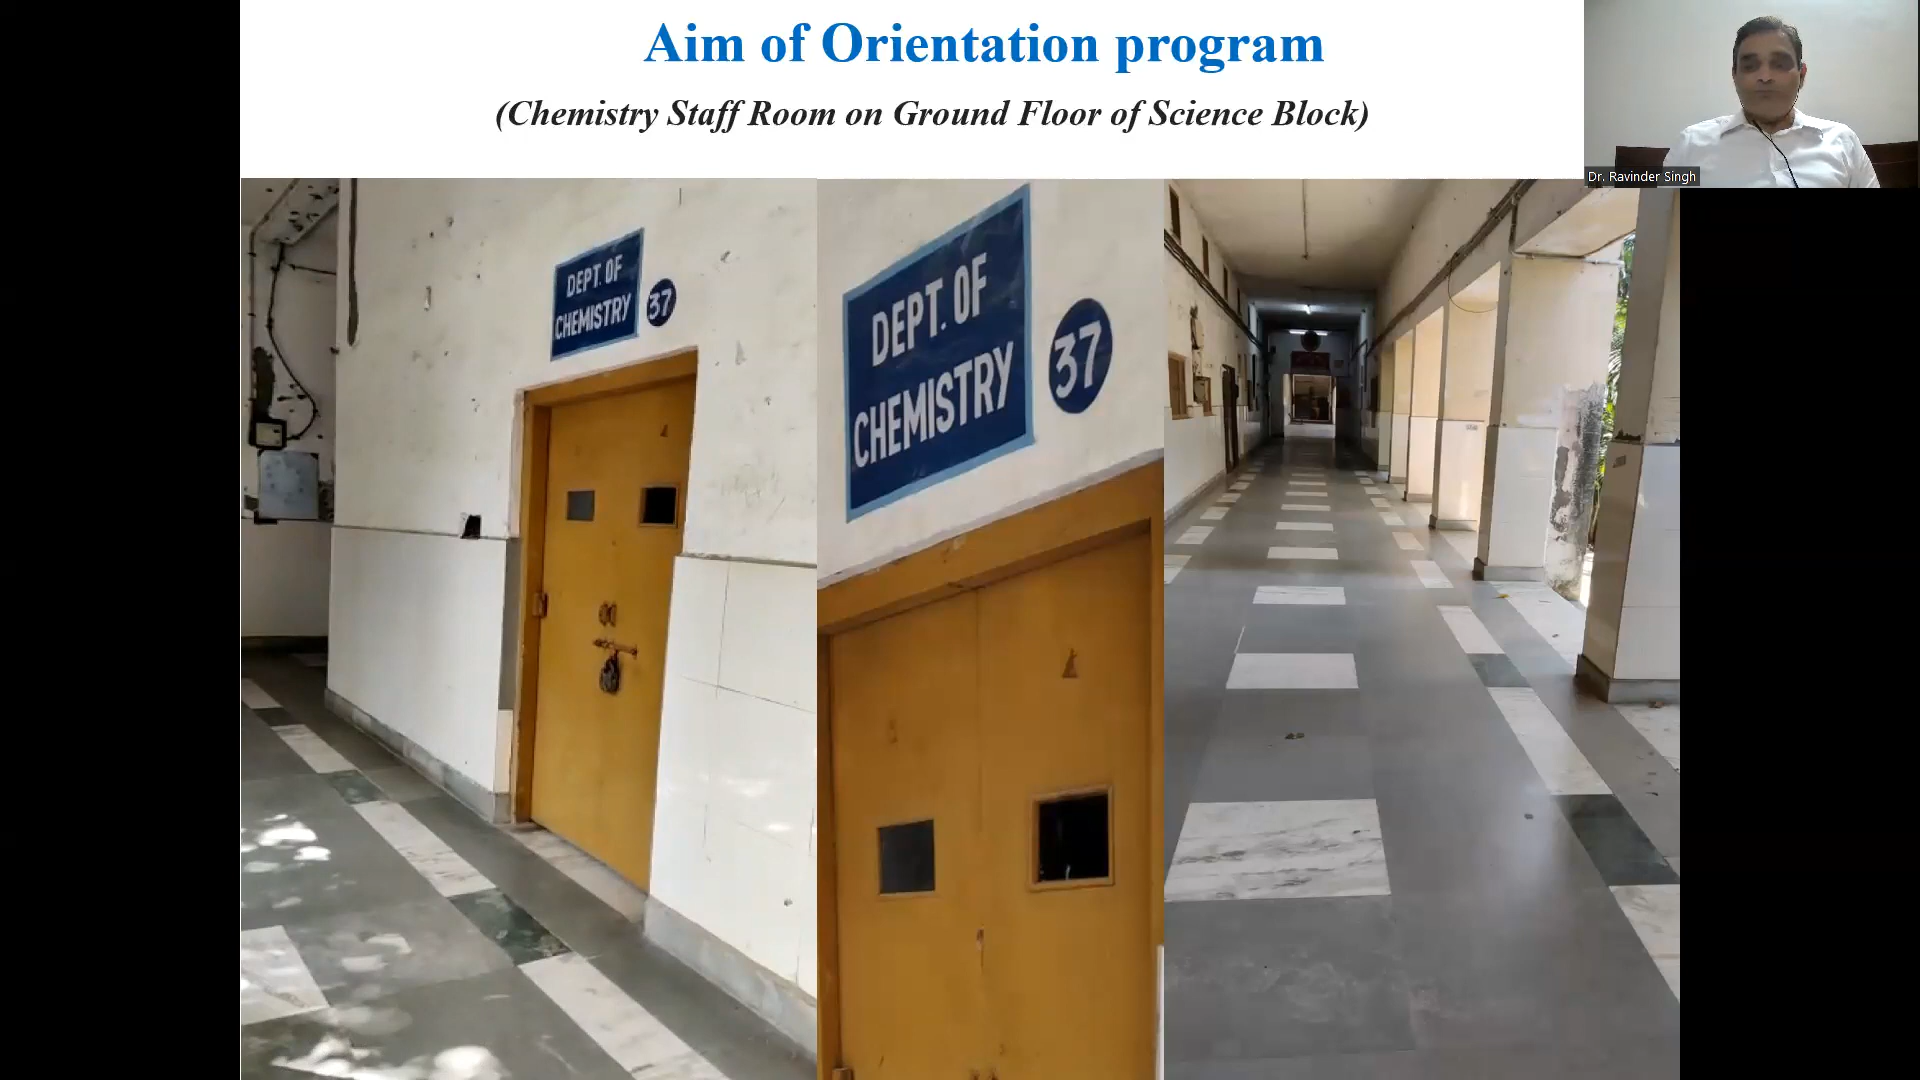 Aim of Orientation program
(Chemistry Staff Room on Ground Floor of Science Block)
Dr. Ravinder Singh
DEPT. OF
CHEMISTRY
37
DEPT. OF
CHEMISTRY
37